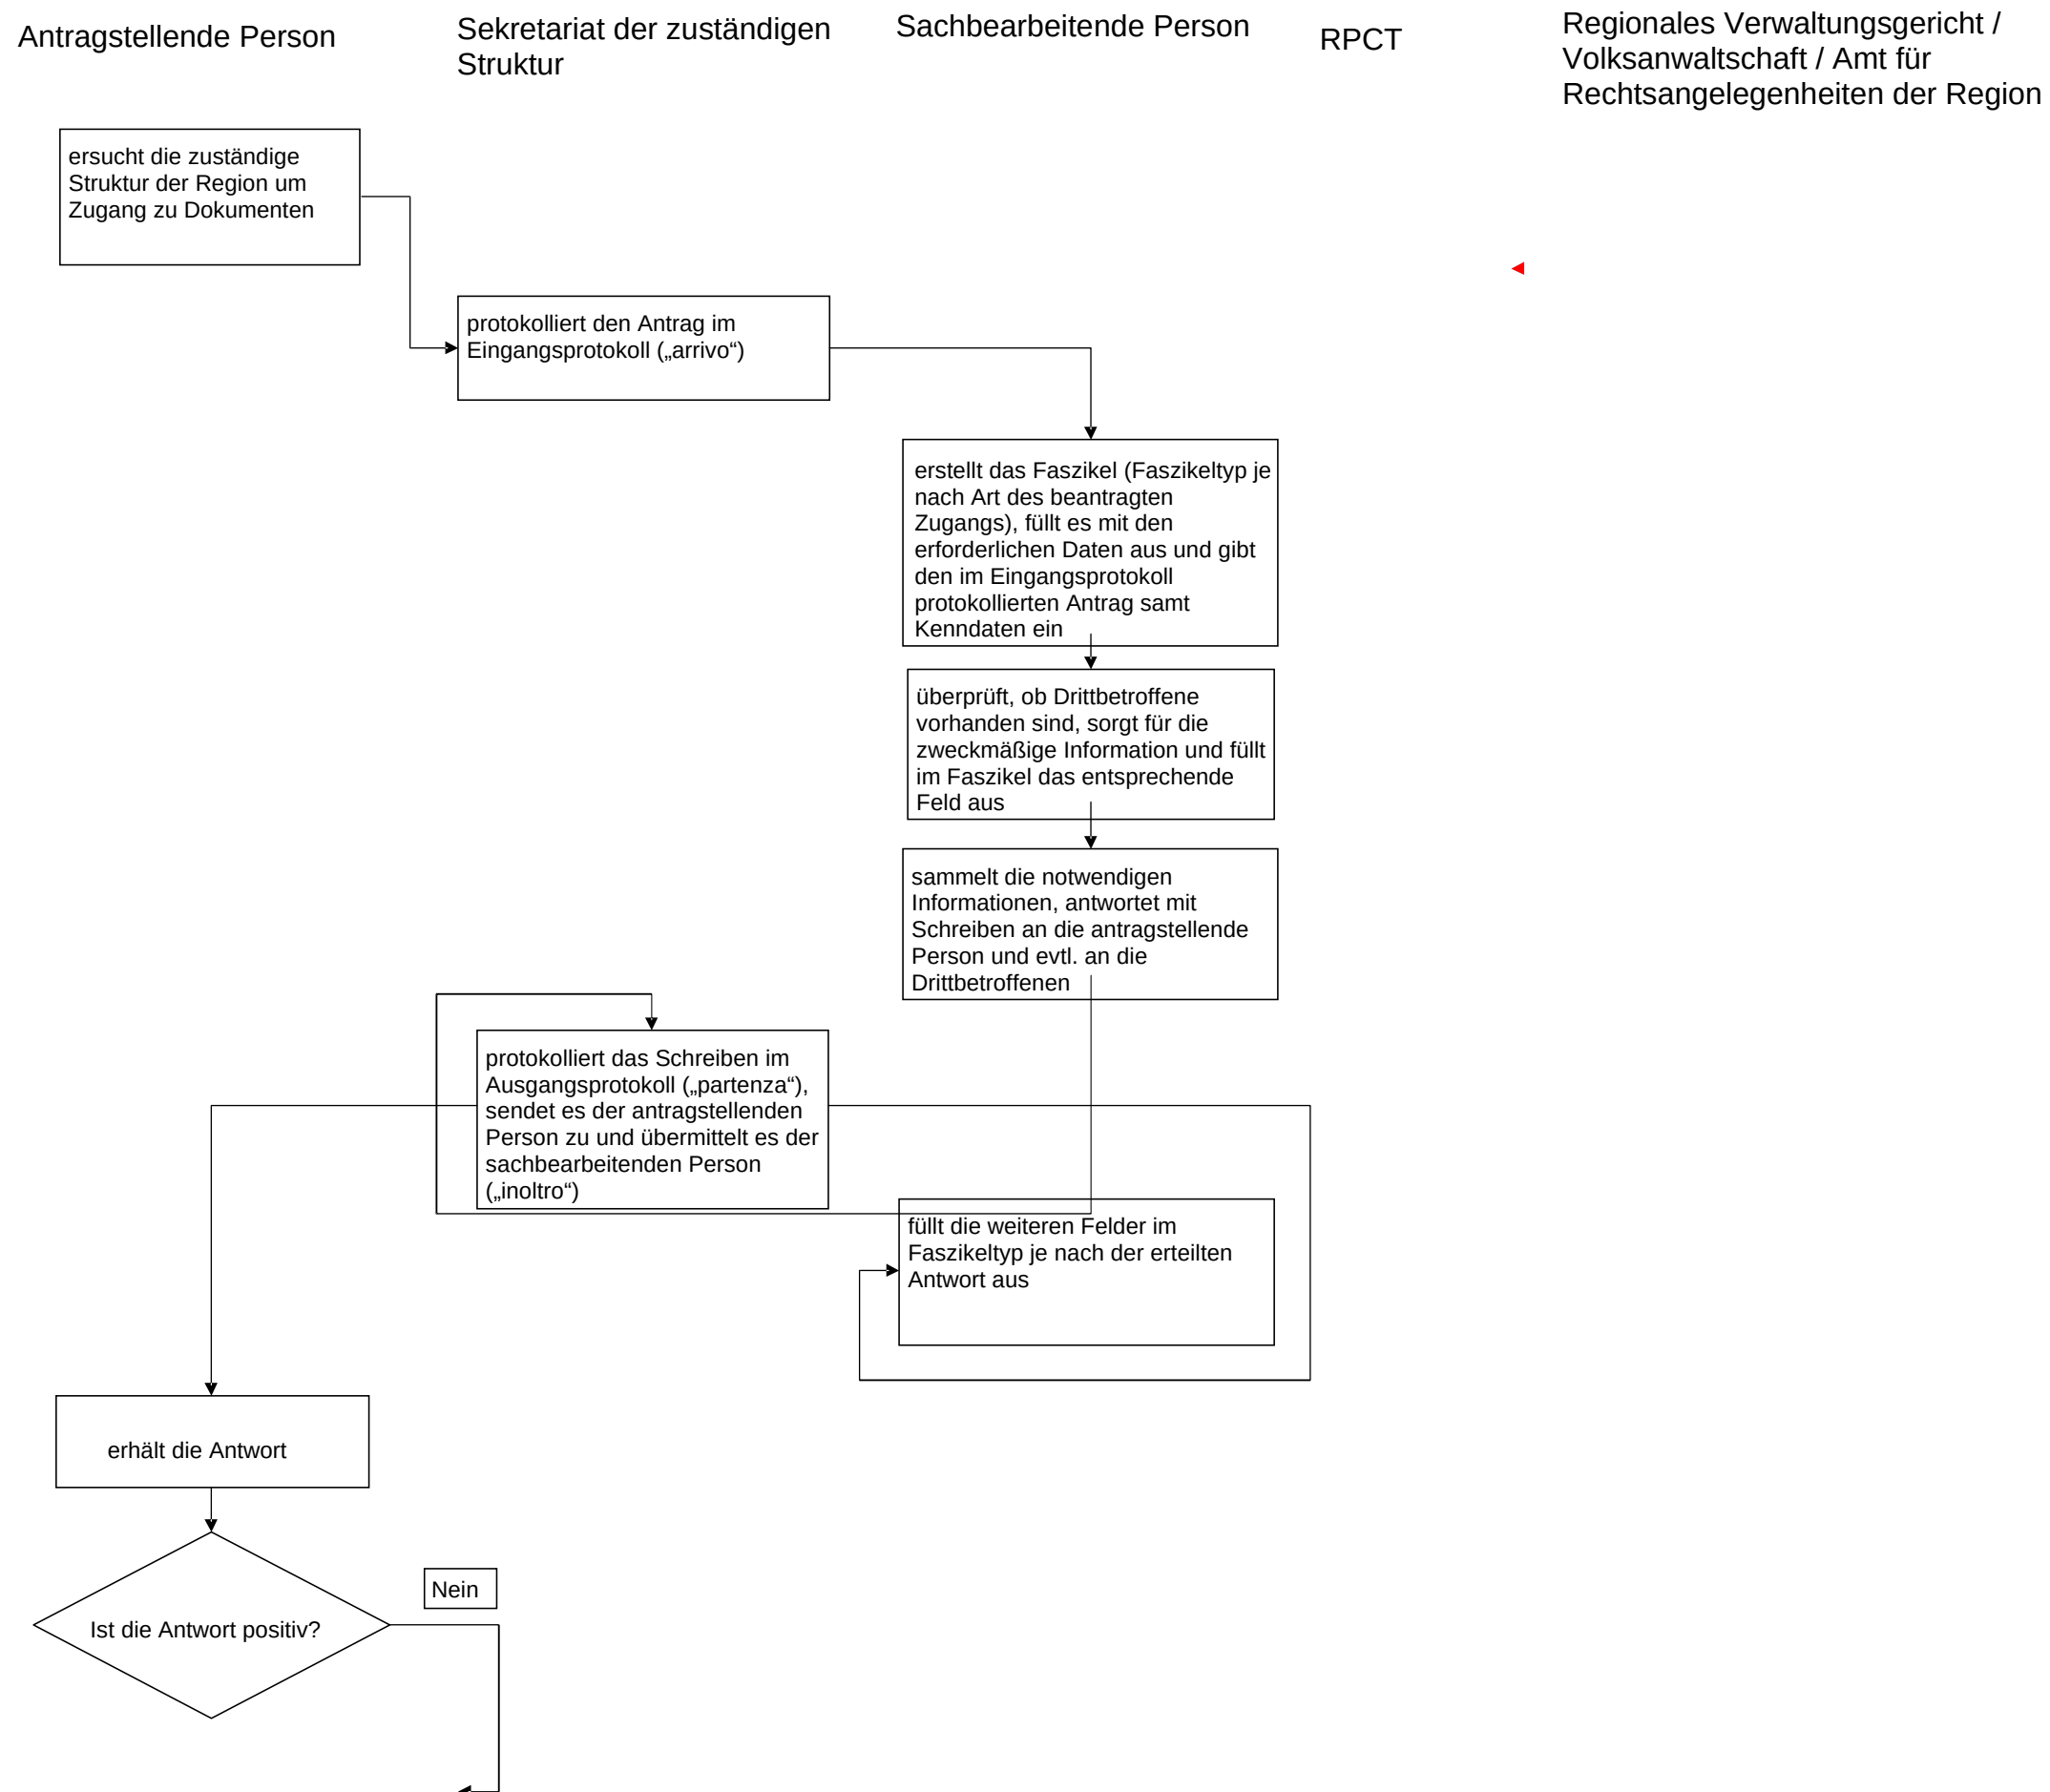 Antragstellende Person
Sekretariat der zuständigen
Struktur
Sachbearbeitende Person
RPCT
Regionales Verwaltungsgericht /
Volksanwaltschaft / Amt für
Rechtsangelegenheiten der Region
ersucht die zuständige
Struktur der Region um
Zugang zu Dokumenten
protokolliert den Antrag im
Eingangsprotokoll („arrivo“)
erstellt das Faszikel (Faszikeltyp je
nach Art des beantragten
Zugangs), füllt es mit den
erforderlichen Daten aus und gibt
den im Eingangsprotokoll
protokollierten Antrag samt
Kenndaten ein
überprüft, ob Drittbetroffene
vorhanden sind, sorgt für die
zweckmäßige Information und füllt
im Faszikel das entsprechende
Feld aus
sammelt die notwendigen
Informationen, antwortet mit
Schreiben an die antragstellende
Person und evtl. an die
Drittbetroffenen
protokolliert das Schreiben im
Ausgangsprotokoll („partenza“),
sendet es der antragstellenden
Person zu und übermittelt es der
sachbearbeitenden Person
(„inoltro“)
füllt die weiteren Felder im
Faszikeltyp je nach der erteilten
Antwort aus
erhält die Antwort
Nein
Ist die Antwort positiv?